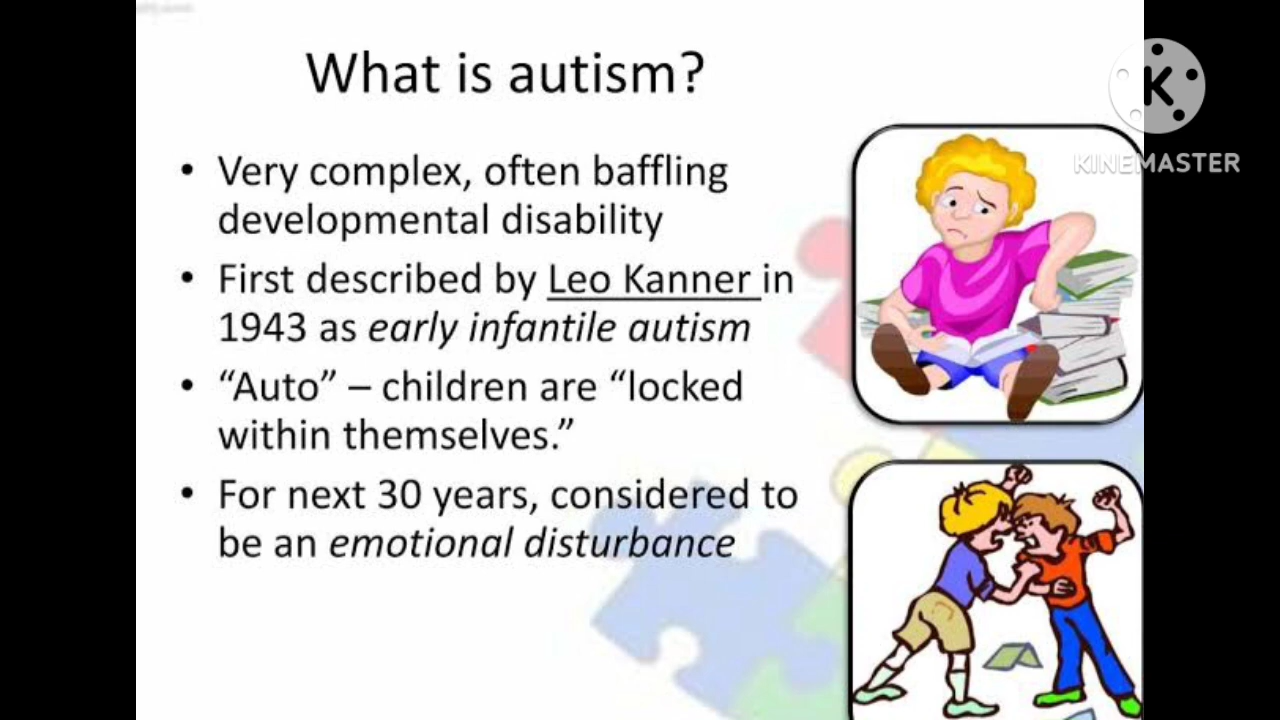 What is autism?
• Very complex, often baffling
developmental disability
• First described by Leo Kanner in
1943 as early infantile autism
• “Auto” – children are “locked
within themselves.”
• For next 30 years, considered to
be an emotional disturbance
K
KINEMASTER